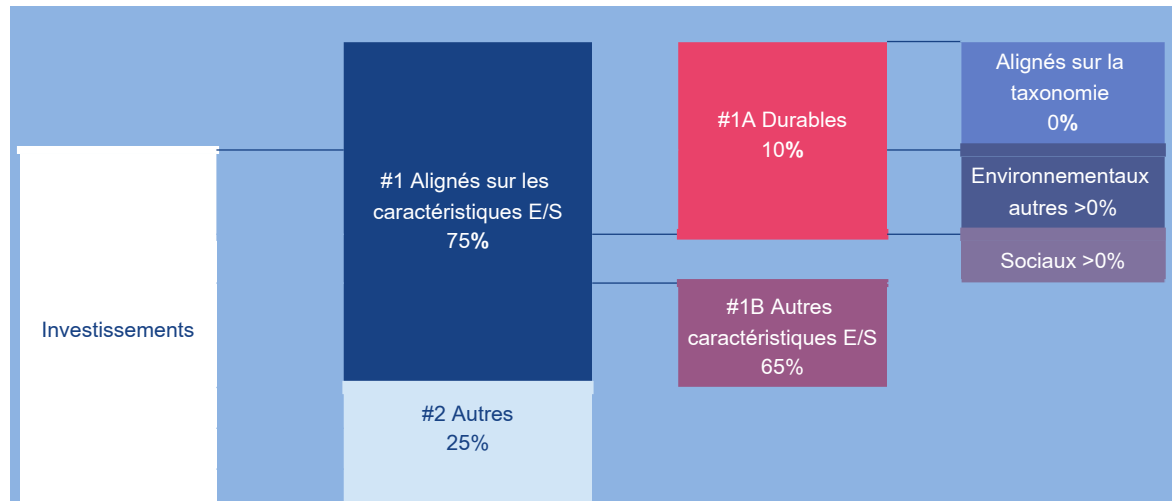 Investissements
#1 Alignés sur les
caractéristiques E/S
75%
#2 Autres
25%
#1A Durables
10%
#1B Autres
caractéristiques E/S
65%
Alignés sur la
taxonomie
0%
Environnementaux
autres >0%
Sociaux >0%